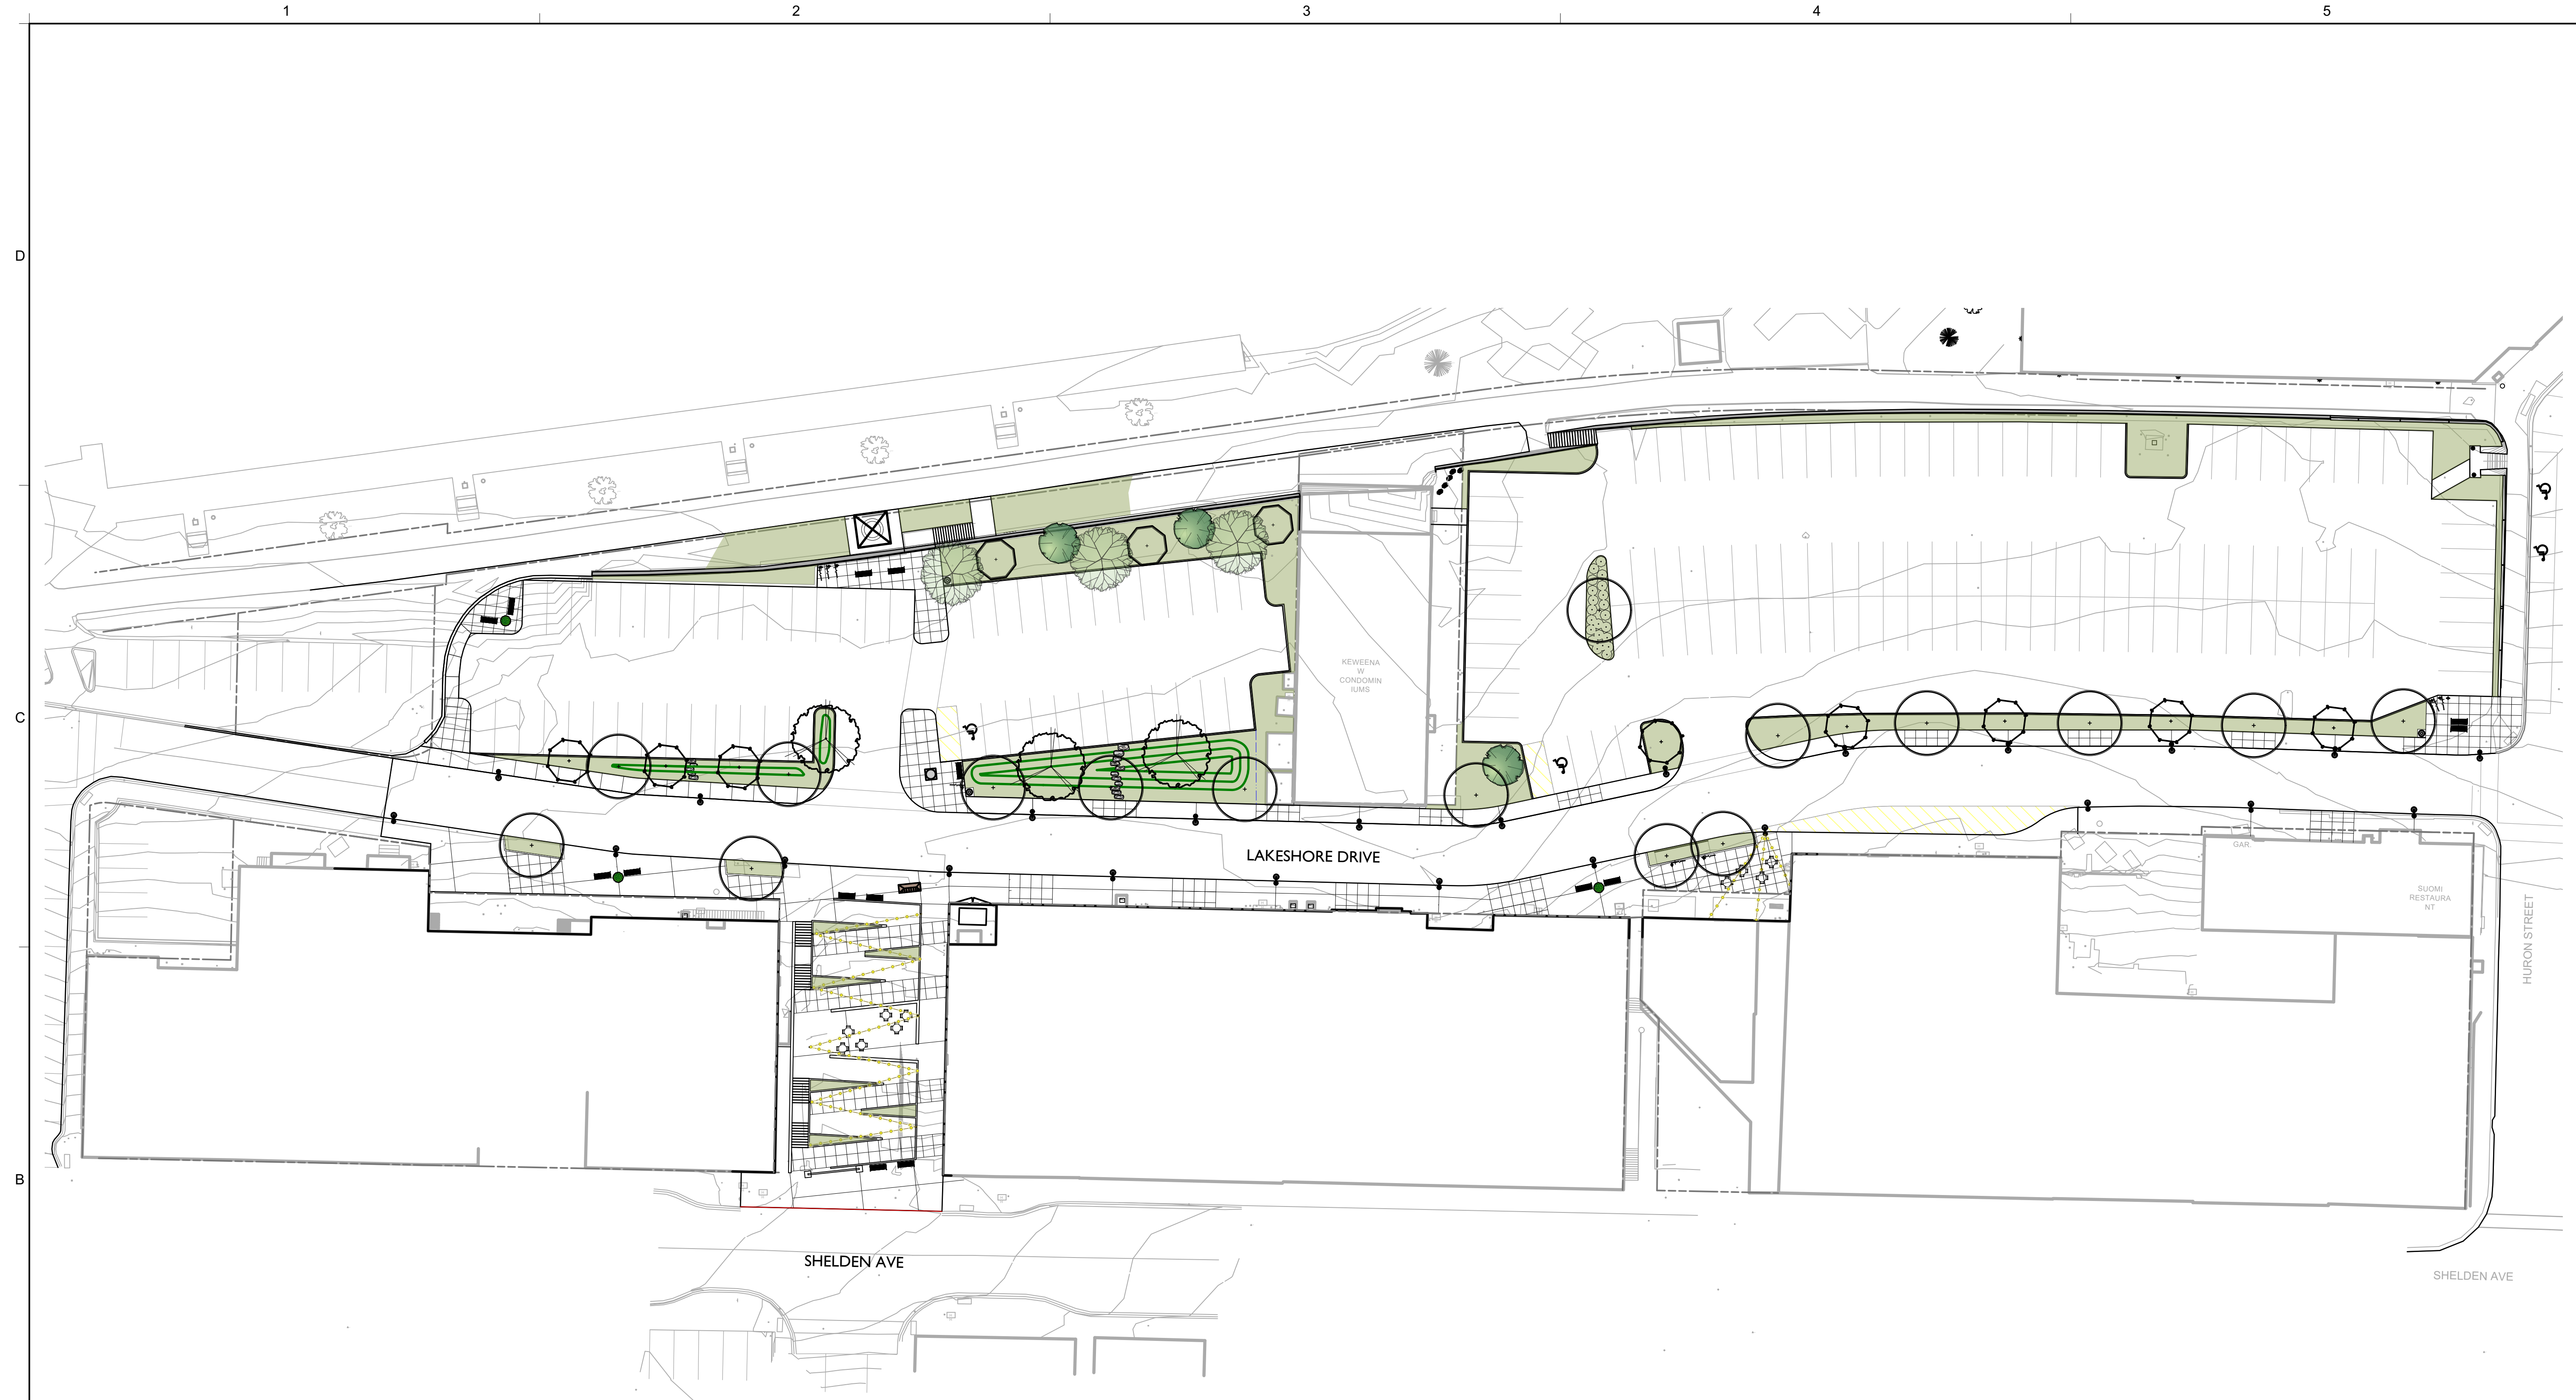 1 2 3 4 5
D
KEWEENA
W
CONDOMIN
IUMS
C
LAKESHORE DRIVE
GAR.
SUOMI
RESTAURA
NT
HURON STREET
B
SHELDEN AVE
SHELDEN AVE